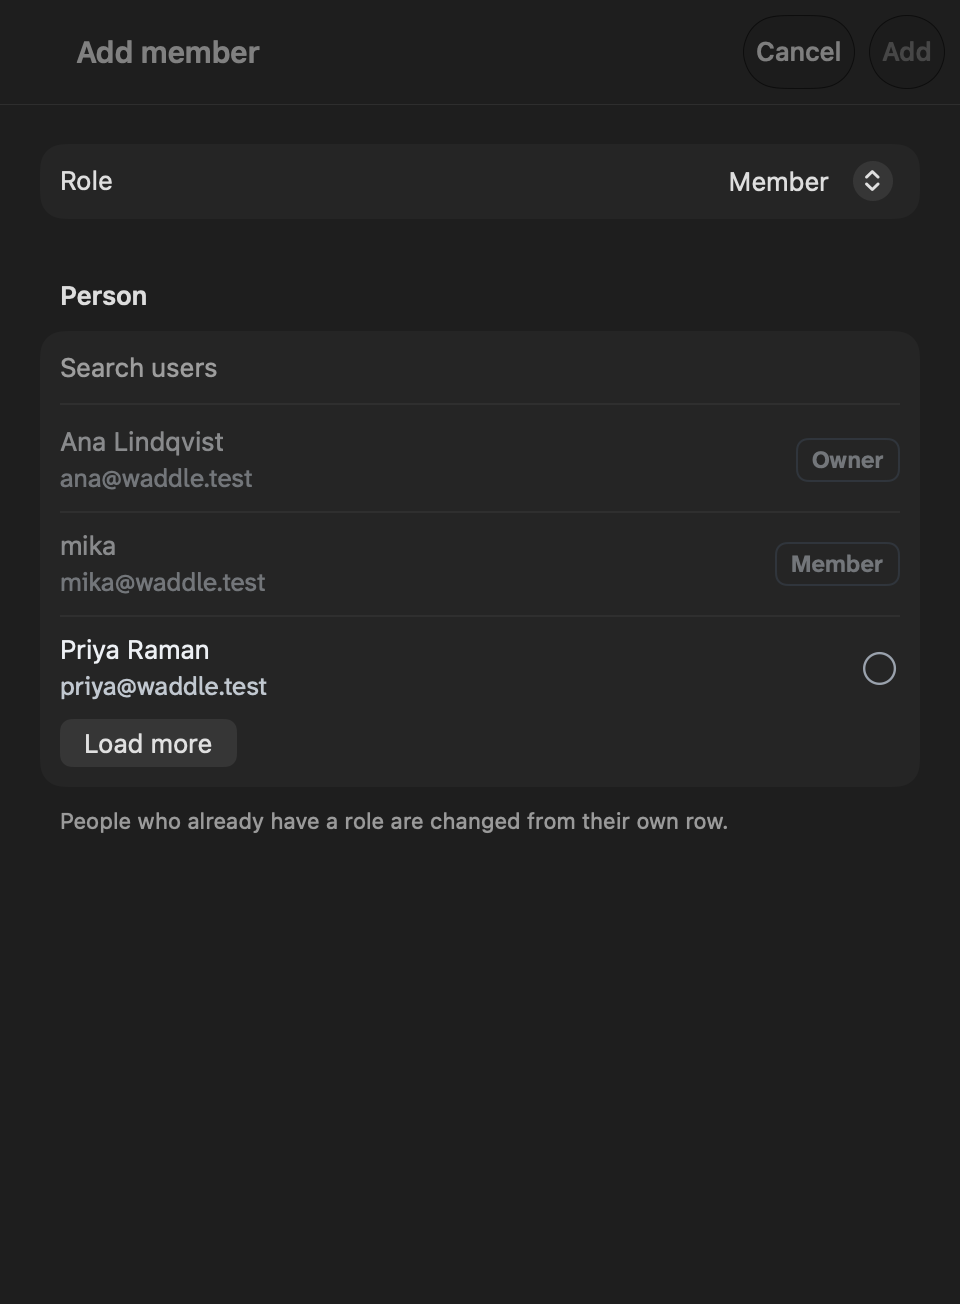 Add member
Cancel
Add
Role
Member
Person
Search users
Ana Lindqvist
ana@waddle.test
Owner
mika
mika@waddle.test
Member
Priya Raman
priya@waddle.test
Load more
People who already have a role are changed from their own row.